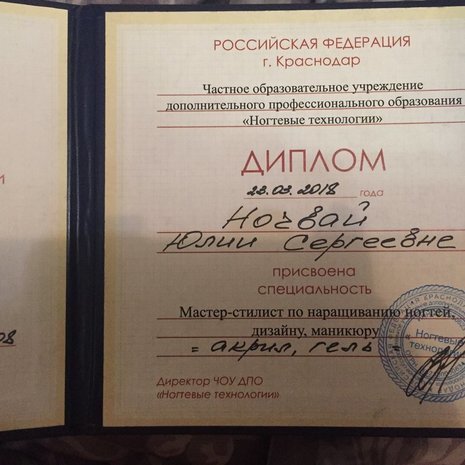 РОССИЙСКАЯ ФЕДЕРАЦИЯ
г. Краснодар
Частное образовательное учреждение
дополнительного профессионального образования
«Ногтевые технологии»
ДИПЛОМ
23.03.2018 года
Ночвай
Юлии Сергеевне
присвоена
специальность
Мастер-стилист по наращиванию ногтей,
дизайну, маникюру
= акрил, гель
Директор ЧОУ ДПО
«Ногтевые технологии»